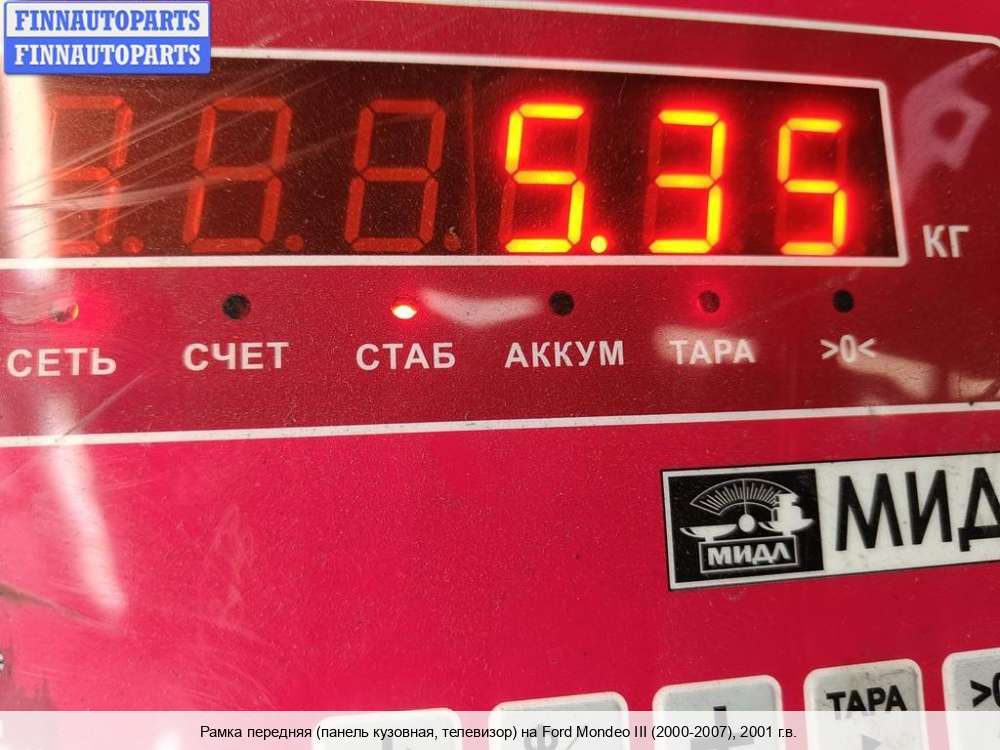 FINNAUTOPARTS
FINNAUTOPARTS
5.35
КГ
СЕТЬ СЧЕТ СТАБ АККУМ ТАРА >0<
МИДЛ
ТАРА
Рамка передняя (панель кузовная, телевизор) на Ford Mondeo III (2000-2007), 2001 г.в.